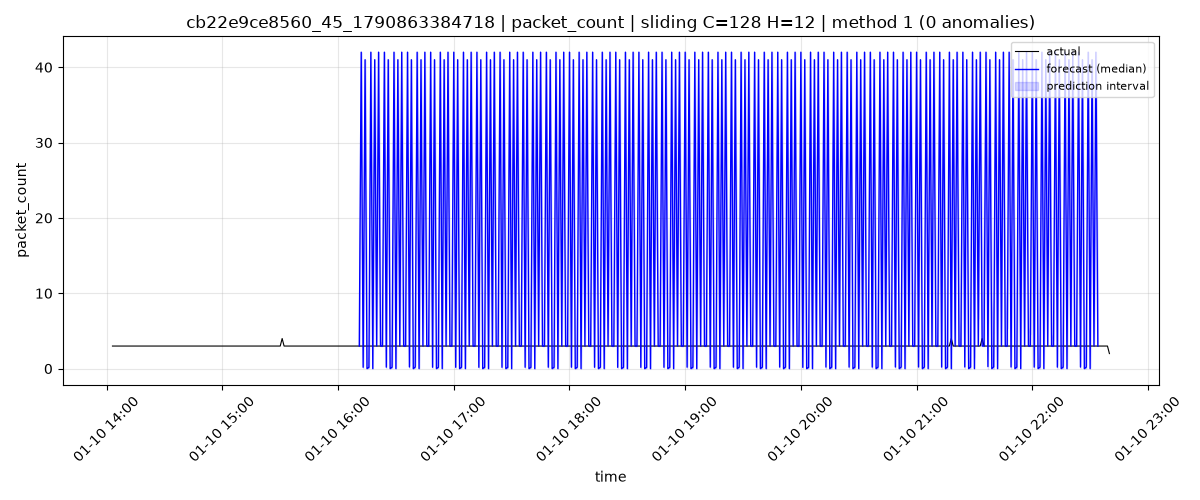 cb22e9ce8560_45_1790863384718 | packet_count | sliding C=128 H=12 | method 1 (0 anomalies)
actual
forecast (median)
prediction interval
packet_count
40
30
20
10
0
01-10 14:00
01-10 15:00
01-10 16:00
01-10 17:00
01-10 18:00
01-10 19:00
01-10 20:00
01-10 21:00
01-10 22:00
01-10 23:00
time